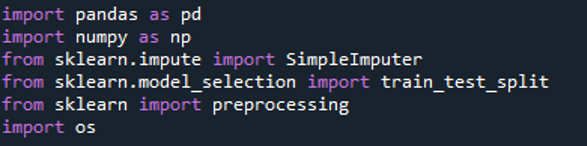 import pandas as pd
import numpy as np
from sklearn.impute import SimpleImputer
from sklearn.model_selection import train_test_split
from sklearn import preprocessing
import os